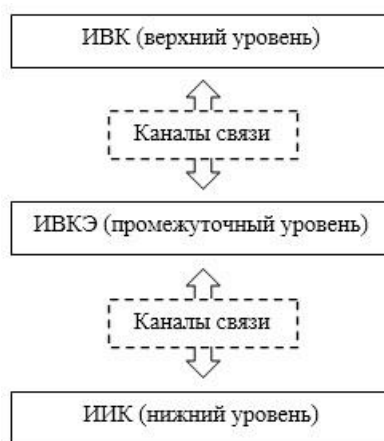 ИВК (верхний уровень)
Каналы связи
ИВКЭ (промежуточный уровень)
Каналы связи
ИИК (нижний уровень)